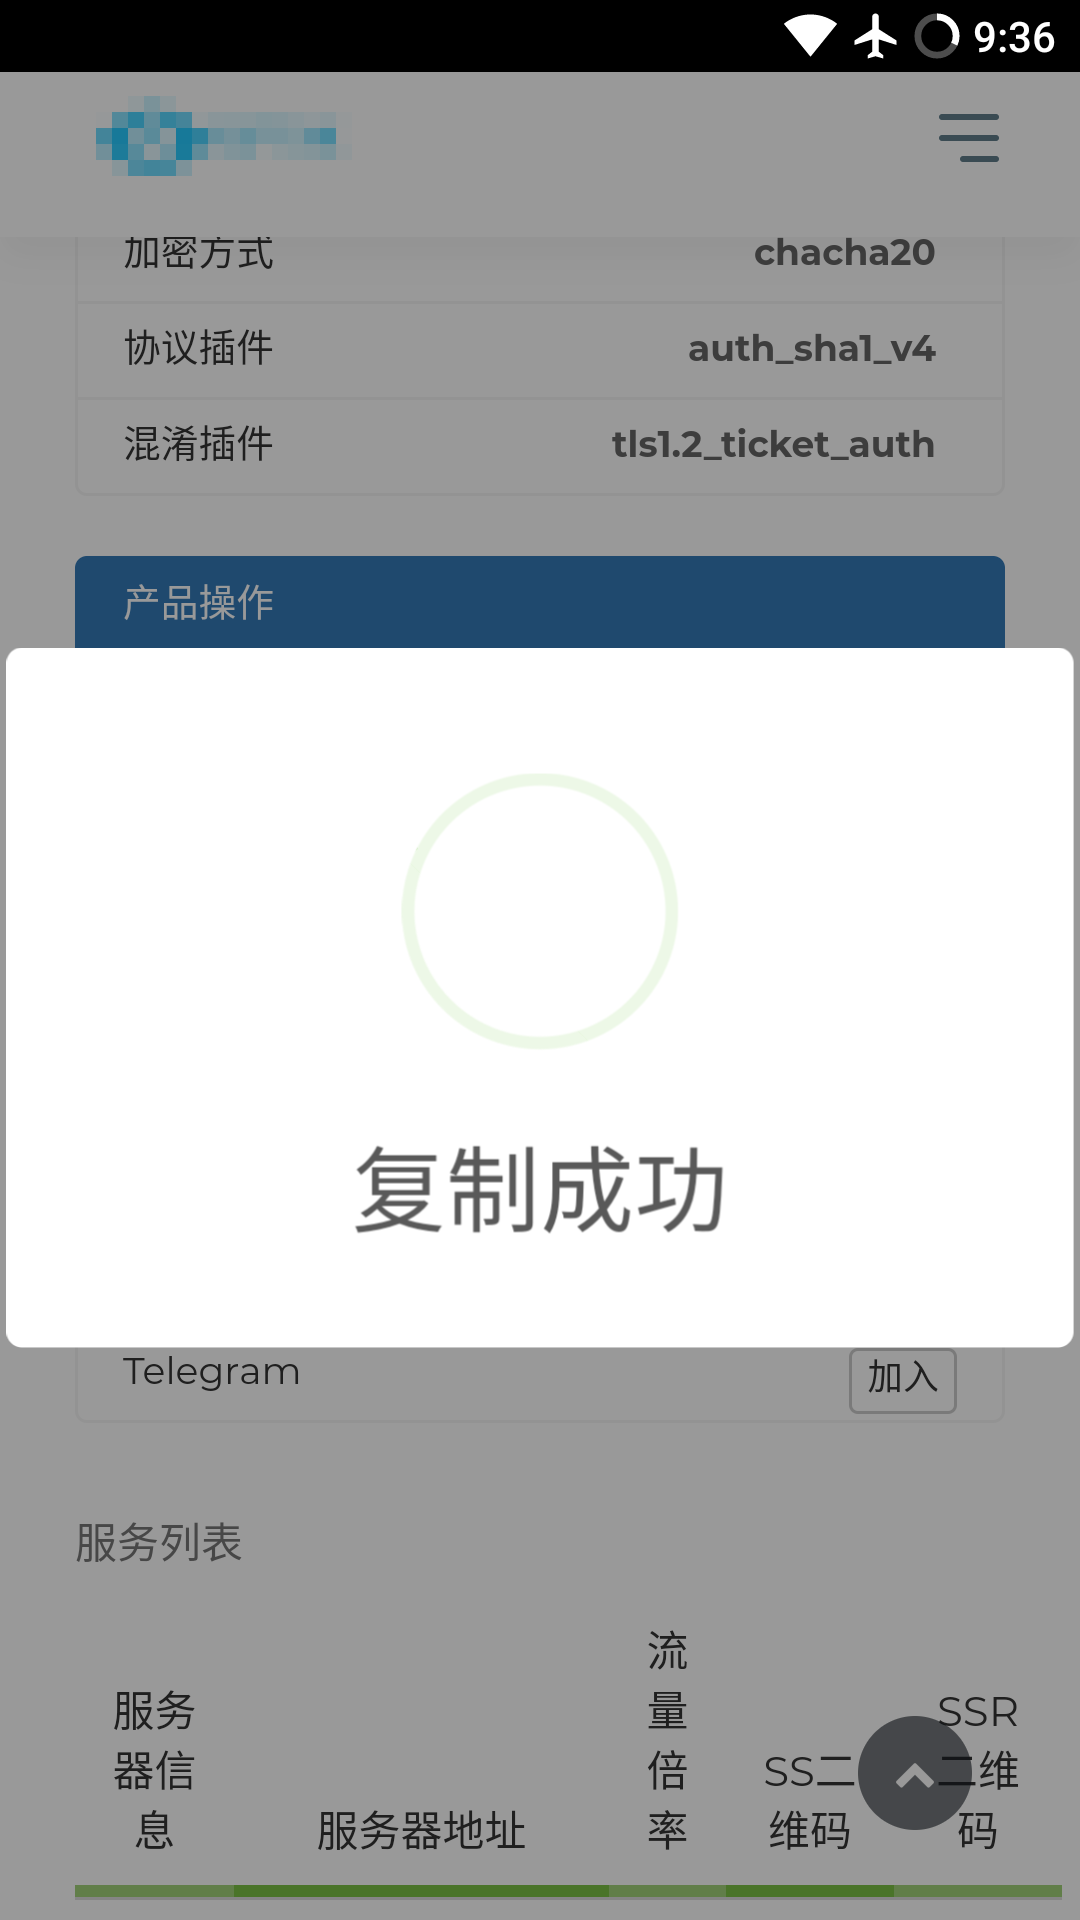 9:36
加密方式 chacha20
协议插件 auth_sha1_v4
混淆插件 tls1.2_ticket_auth
产品操作
复制成功
Telegram 加入
服务列表
服务器信息
服务器地址
流量倍率
SS二维码
SSR二维码